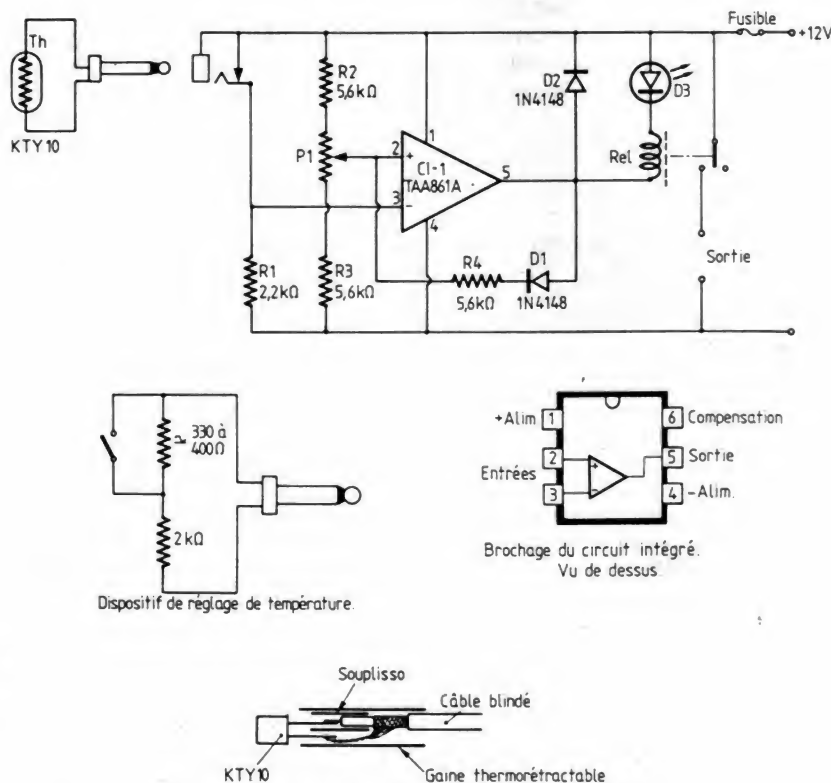 Th
KTY10
Fusible
+12V
R2
5,6kΩ
D2
1N4148
D3
P1
2
+
1
CI-1
TAA861A
5
3
-
4
Rel
R1
2,2kΩ
R3
5,6kΩ
R4
5,6kΩ
D1
1N4148
Sortie
330 à
400Ω
2kΩ
Dispositif de réglage de température.
+Alim
1
6
Compensation
Entrées
2
+
5
Sortie
3
-
4
-Alim.
Brochage du circuit intégré.
Vu de dessus.
Souplisso
Câble blindé
KTY10
Gaine thermorétractable